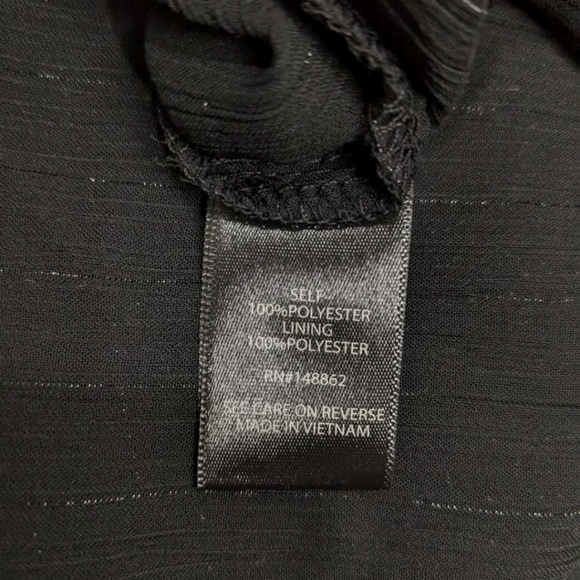 SELF
100%POLYESTER
LINING
100%POLYESTER
RN#148862
SEE CARE ON REVERSE
MADE IN VIETNAM